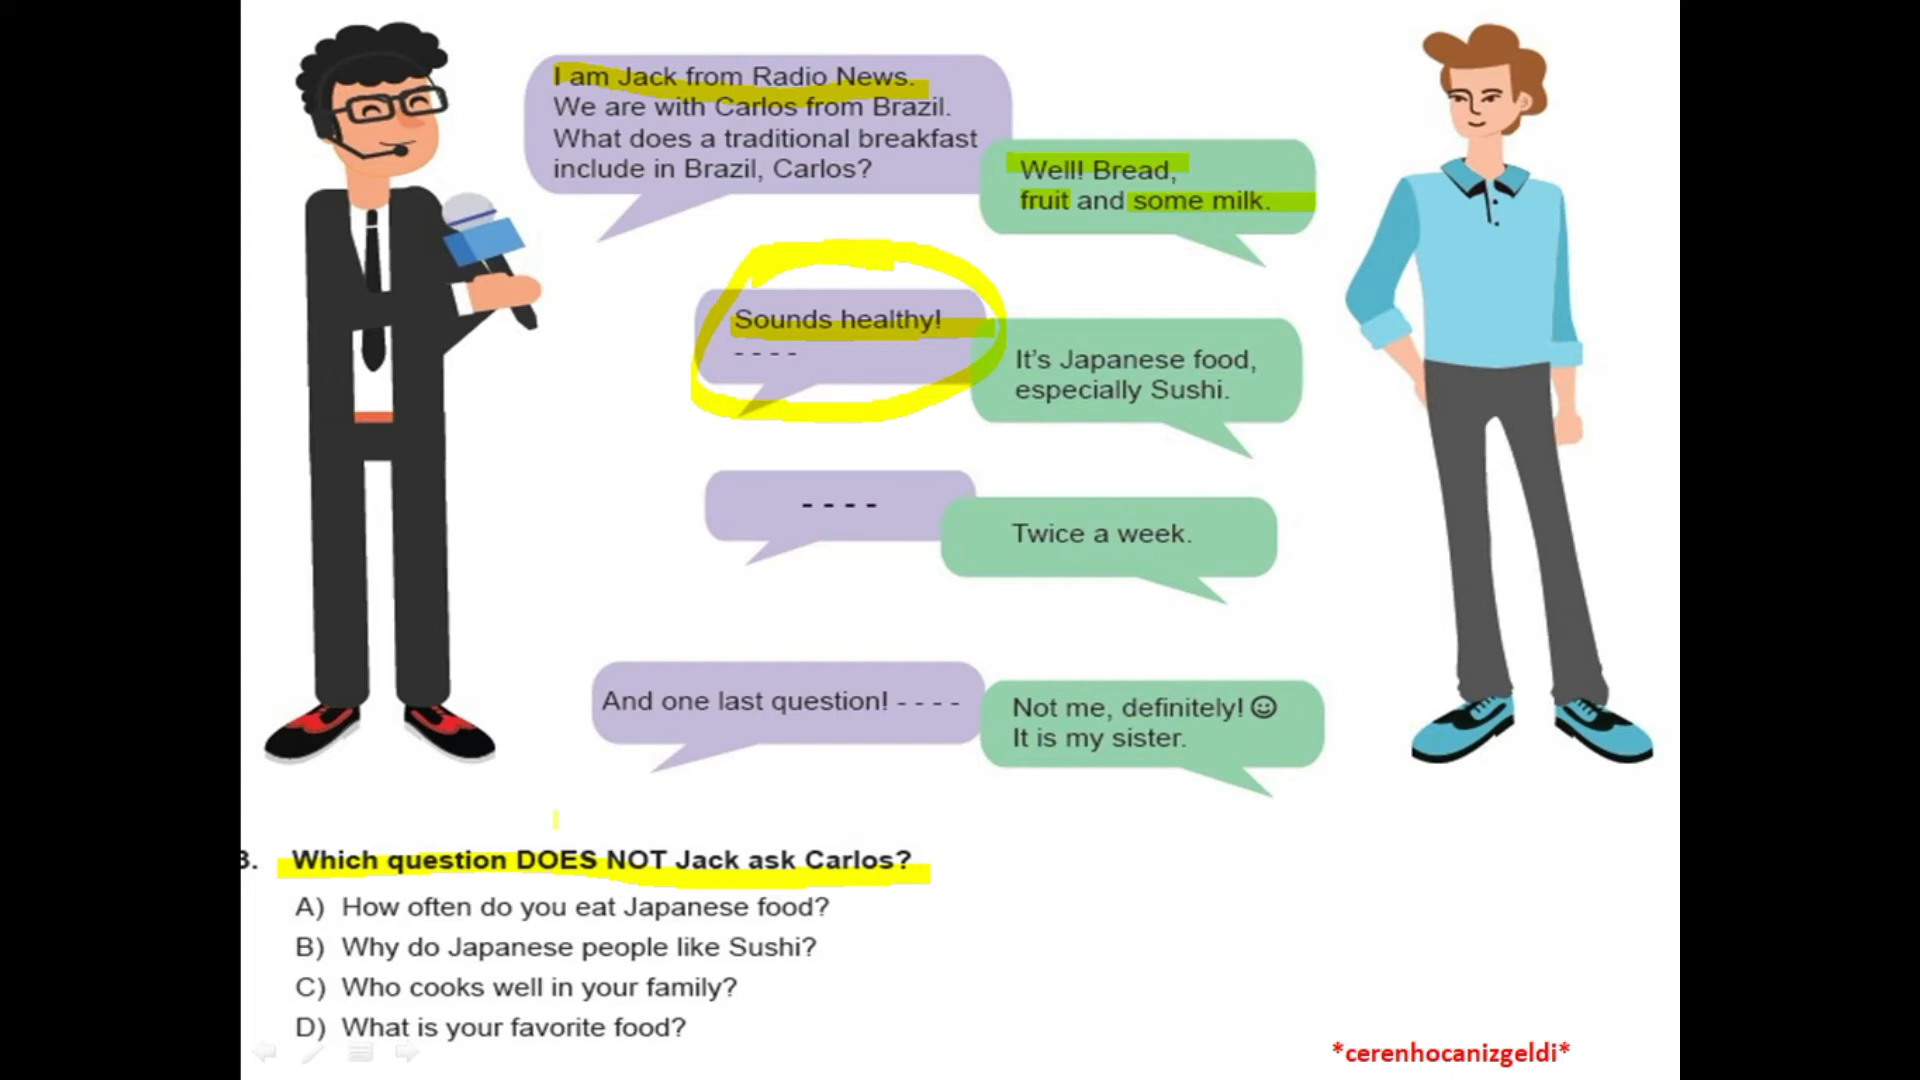 I am Jack from Radio News.
We are with Carlos from Brazil.
What does a traditional breakfast
include in Brazil, Carlos?
Well! Bread,
fruit and some milk.
Sounds healthy!
- - - -
It's Japanese food,
especially Sushi.
- - - -
Twice a week.
And one last question! - - - -
Not me, definitely! ☺
It is my sister.
3. Which question DOES NOT Jack ask Carlos?
A) How often do you eat Japanese food?
B) Why do Japanese people like Sushi?
C) Who cooks well in your family?
D) What is your favorite food?
*cerenhocanizgeldi*